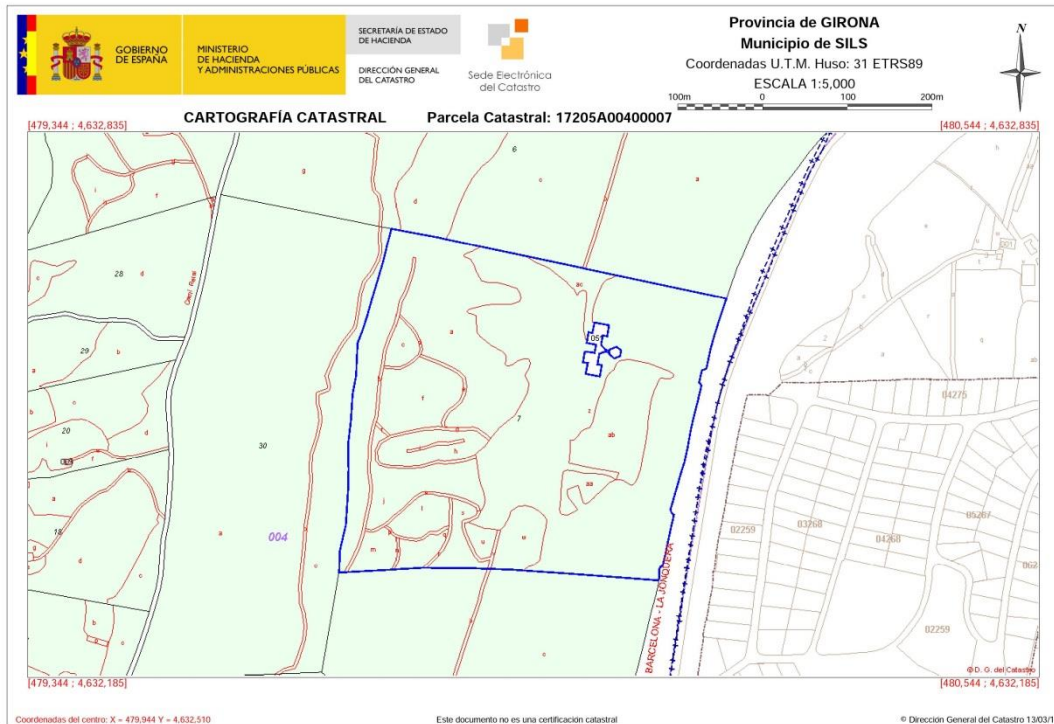 GOBIERNO
DE ESPAÑA
MINISTERIO
DE HACIENDA
Y ADMINISTRACIONES PÚBLICAS
SECRETARÍA DE ESTADO
DE HACIENDA
DIRECCIÓN GENERAL
DEL CATASTRO
Sede Electrónica
del Catastro
Provincia de GIRONA
Municipio de SILS
Coordenadas U.T.M. Huso: 31 ETRS89
ESCALA 1:5,000
100m 0 100 200m
N
CARTOGRAFÍA CATASTRAL Parcela Catastral: 17205A00400007
[479,344 ; 4,632,835] [480,544 ; 4,632,835]
6
g
c
a
d
i
f
28
d
c
29
b
a
ac
a
c
f
7
h
z
ab
aa
20
30
004
a
j
l
m
u
w
18
a
d
c
b
c
c
001
04275
02259
03268
04268
05267
02259
BARCELONA - LA JONQUERA
© D. G. del Catastro
[479,344 ; 4,632,185] [480,544 ; 4,632,185]
Coordenadas del centro: X = 479,944 Y = 4,632,510
Este documento no es una certificación catastral
© Dirección General del Catastro 13/03/1